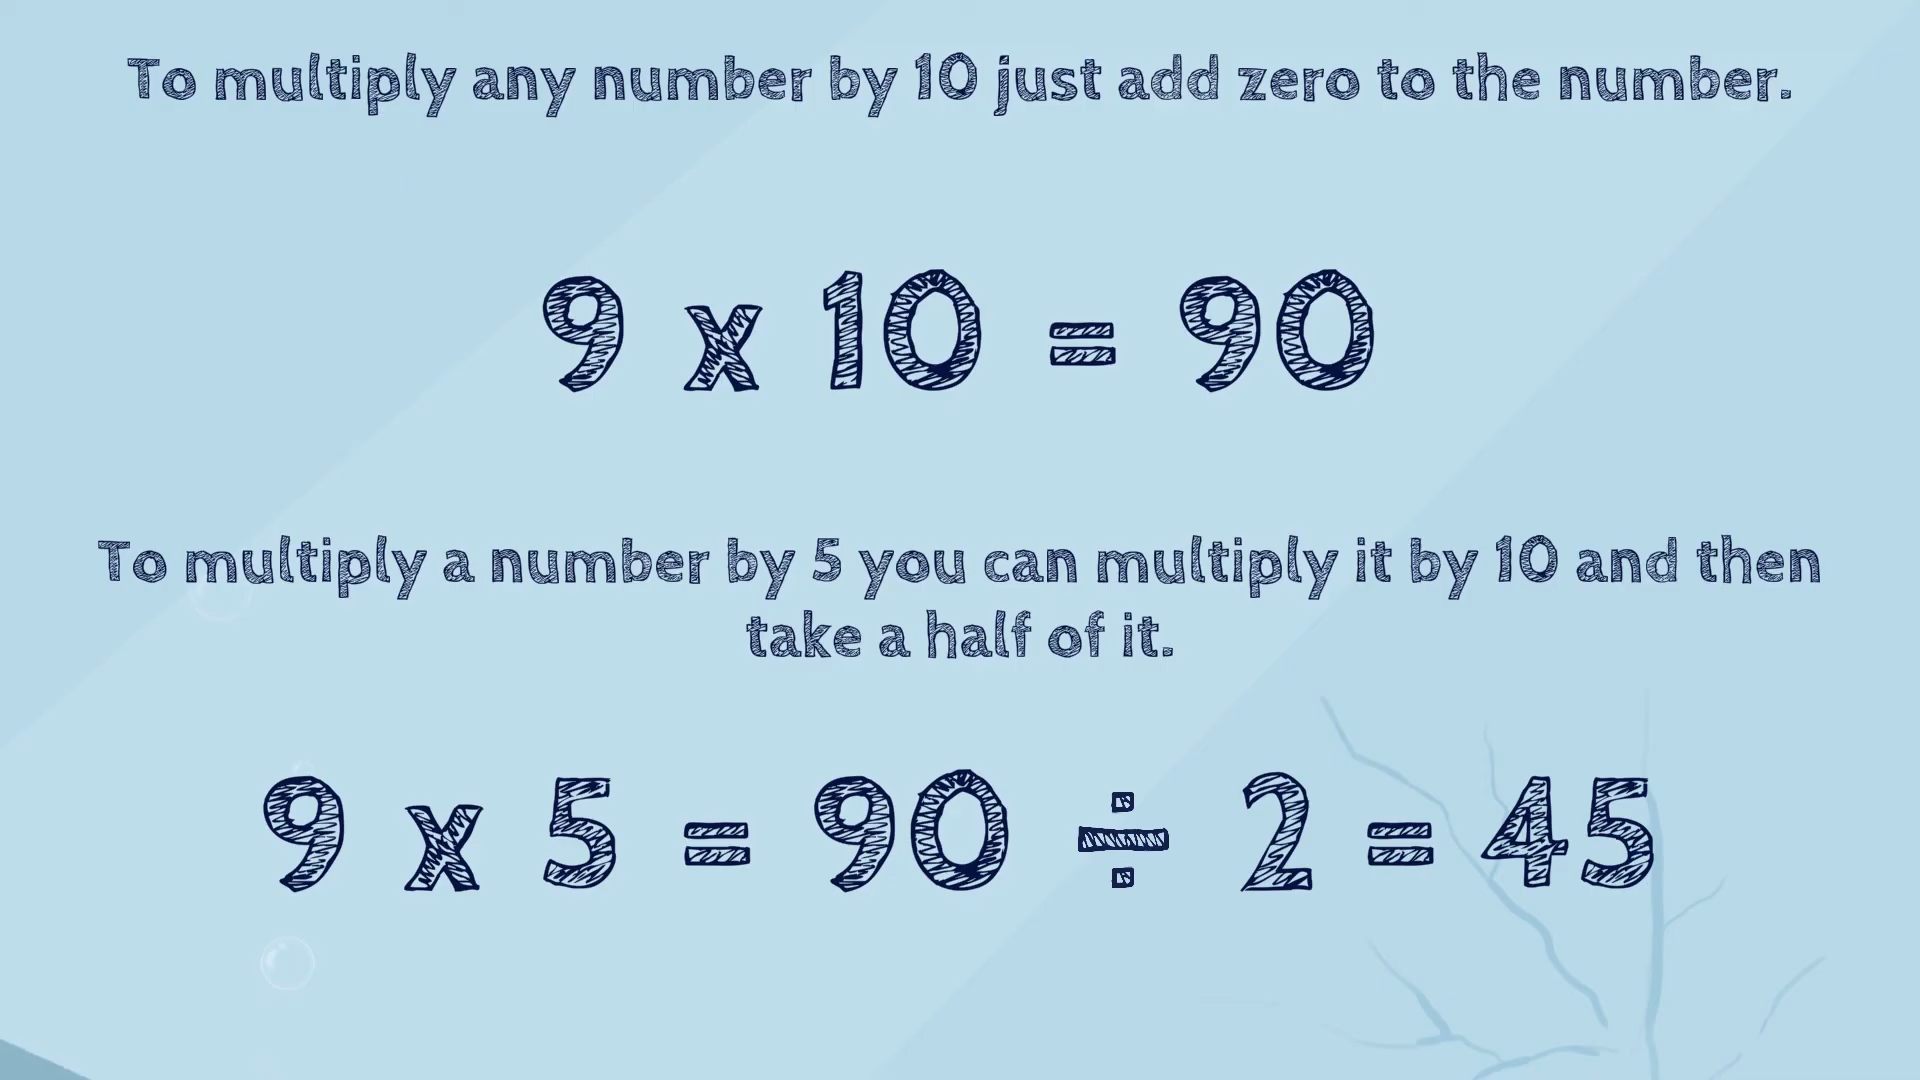 To multiply any number by 10 just add zero to the number.
9 x 10 = 90
To multiply a number by 5 you can multiply it by 10 and then
take a half of it.
9 x 5 = 90 ÷ 2 = 45